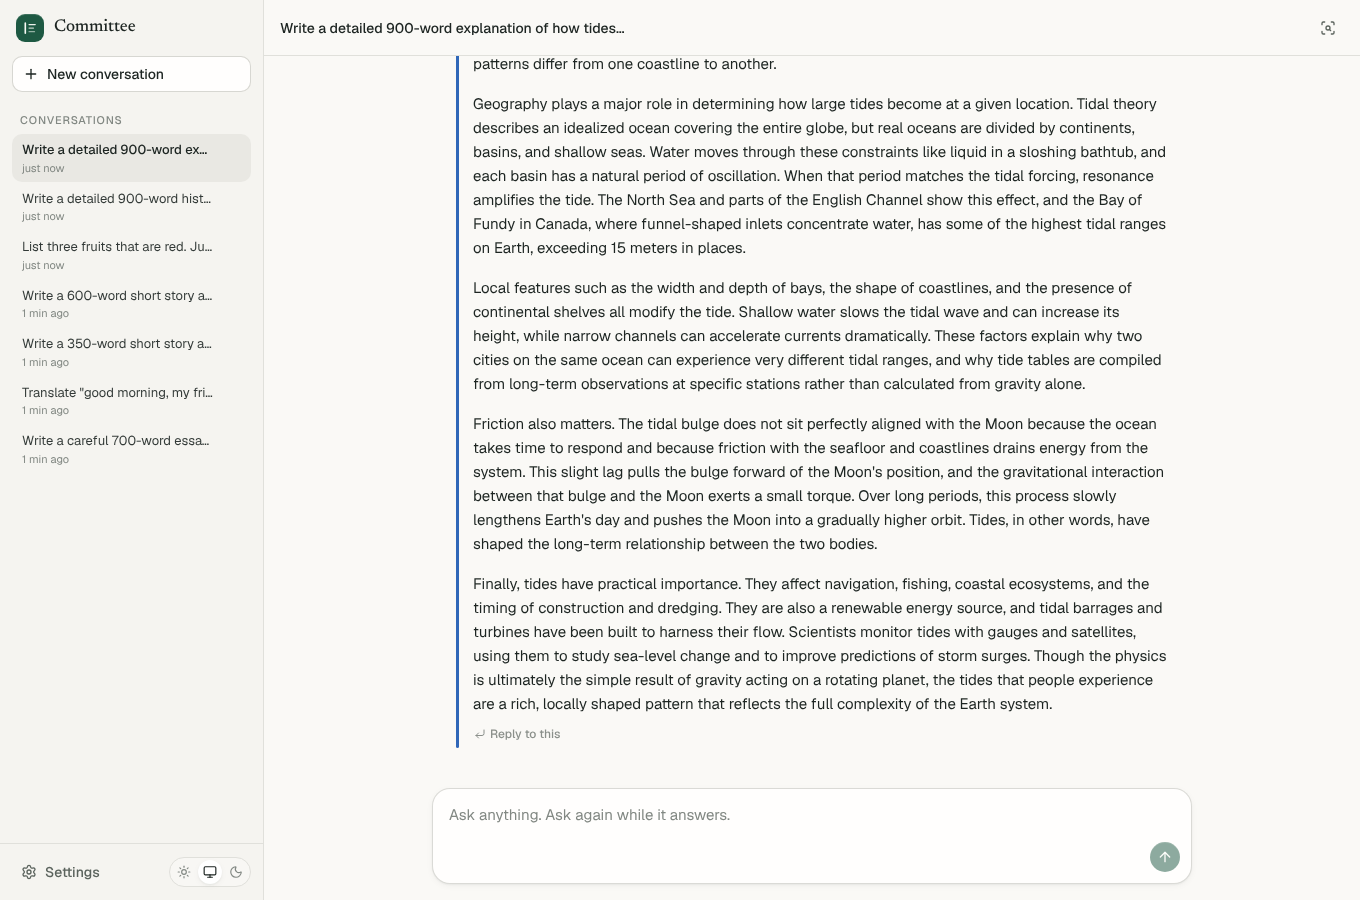 Committee
New conversation
CONVERSATIONS
Write a detailed 900-word ex...
just now
Write a detailed 900-word hist...
just now
List three fruits that are red. Ju...
just now
Write a 600-word short story a...
1 min ago
Write a 350-word short story a...
1 min ago
Translate "good morning, my fri...
1 min ago
Write a careful 700-word essa...
1 min ago
Settings
Write a detailed 900-word explanation of how tides...
patterns differ from one coastline to another.
Geography plays a major role in determining how large tides become at a given location. Tidal theory
describes an idealized ocean covering the entire globe, but real oceans are divided by continents,
basins, and shallow seas. Water moves through these constraints like liquid in a sloshing bathtub, and
each basin has a natural period of oscillation. When that period matches the tidal forcing, resonance
amplifies the tide. The North Sea and parts of the English Channel show this effect, and the Bay of
Fundy in Canada, where funnel-shaped inlets concentrate water, has some of the highest tidal ranges
on Earth, exceeding 15 meters in places.
Local features such as the width and depth of bays, the shape of coastlines, and the presence of
continental shelves all modify the tide. Shallow water slows the tidal wave and can increase its
height, while narrow channels can accelerate currents dramatically. These factors explain why two
cities on the same ocean can experience very different tidal ranges, and why tide tables are compiled
from long-term observations at specific stations rather than calculated from gravity alone.
Friction also matters. The tidal bulge does not sit perfectly aligned with the Moon because the ocean
takes time to respond and because friction with the seafloor and coastlines drains energy from the
system. This slight lag pulls the bulge forward of the Moon's position, and the gravitational interaction
between that bulge and the Moon exerts a small torque. Over long periods, this process slowly
lengthens Earth's day and pushes the Moon into a gradually higher orbit. Tides, in other words, have
shaped the long-term relationship between the two bodies.
Finally, tides have practical importance. They affect navigation, fishing, coastal ecosystems, and the
timing of construction and dredging. They are also a renewable energy source, and tidal barrages and
turbines have been built to harness their flow. Scientists monitor tides with gauges and satellites,
using them to study sea-level change and to improve predictions of storm surges. Though the physics
is ultimately the simple result of gravity acting on a rotating planet, the tides that people experience
are a rich, locally shaped pattern that reflects the full complexity of the Earth system.
Reply to this
Ask anything. Ask again while it answers.